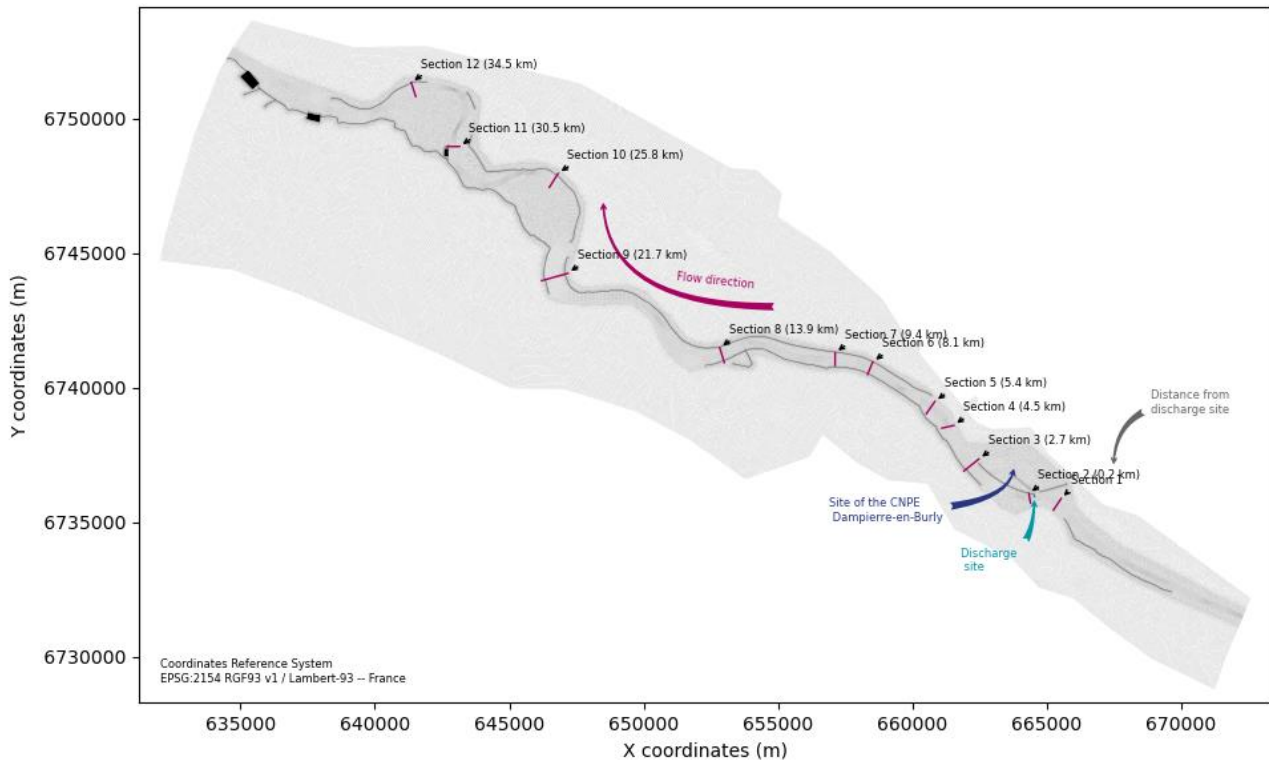 Section 12 (34.5 km)
6750000
Section 11 (30.5 km)
Section 10 (25.8 km)
6745000
Section 9 (21.7 km)
Flow direction
Section 8 (13.9 km)
Section 7 (9.4 km)
Section 6 (8.1 km)
6740000
Section 5 (5.4 km)
Section 4 (4.5 km)
Distance from
discharge site
Section 3 (2.7 km)
Section 2 (0.2 km)
Section 1
6735000
Site of the CNPE
Dampierre-en-Burly
Discharge
site
6730000
Coordinates Reference System
EPSG:2154 RGF93 v1 / Lambert-93 -- France
Y coordinates (m)
635000 640000 645000 650000 655000 660000 665000 670000
X coordinates (m)